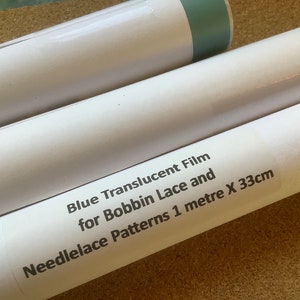 Blue Translucent Film
for Bobbin Lace and
Needlelace Patterns 1 metre X 33cm